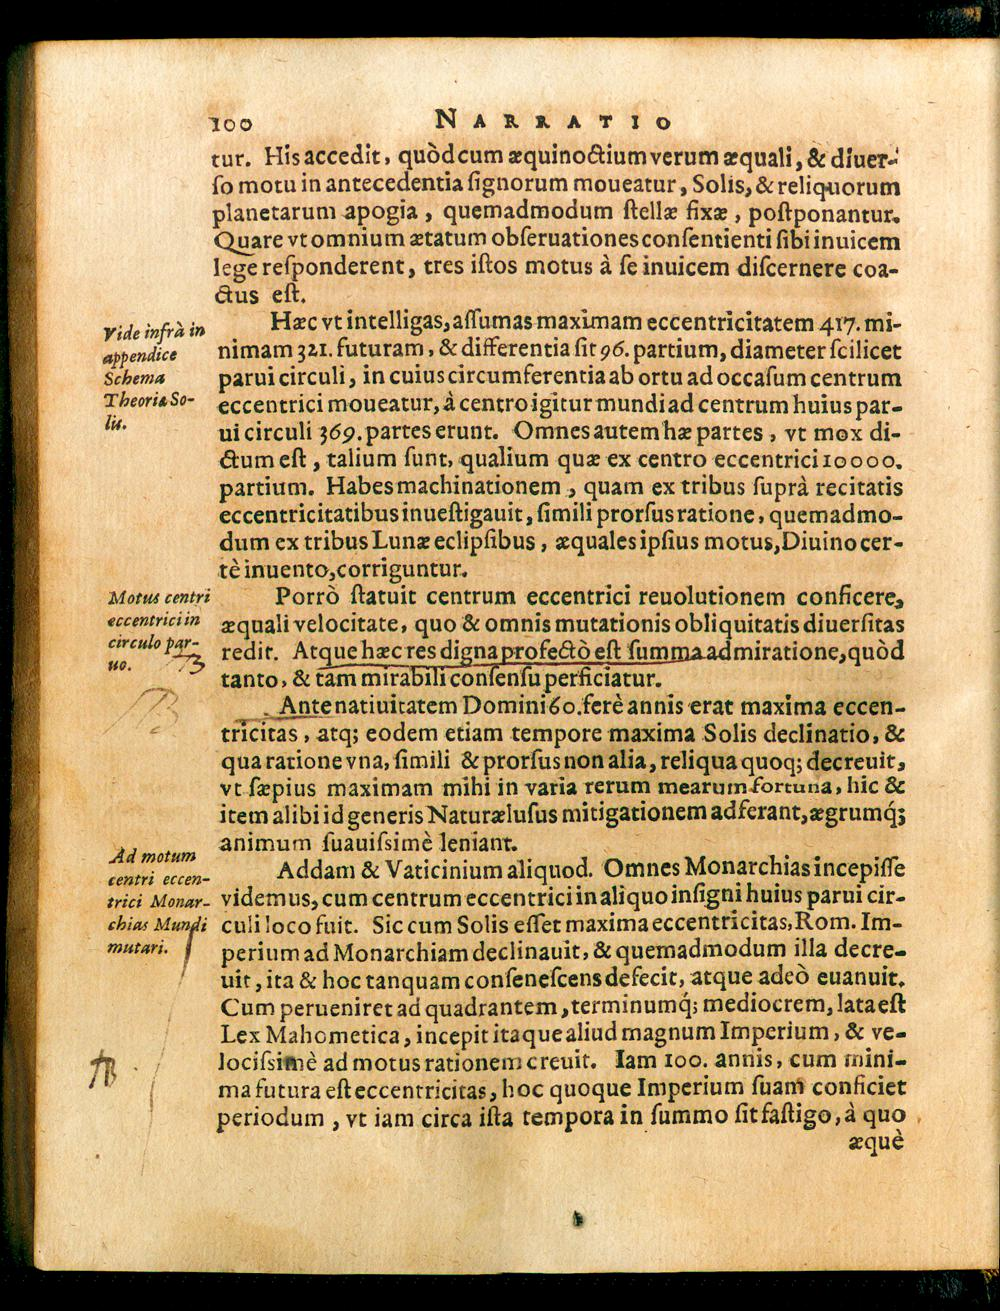 100 NARRATIO
tur. His accedit, quòd cum æquinoctium verum æquali, & diuer-
ſo motu in antecedentia ſignorum moueatur, Solis, & reliquorum
planetarum apogia, quemadmodum ſtellæ fixæ, poſtponantur.
Quare vt omnium ætatum obſeruationes conſentienti ſibi inuicem
lege reſponderent, tres iſtos motus à ſe inuicem diſcernere coa-
ctus eſt.
Hæc vt intelligas, aſſumas maximam eccentricitatem 417. mi-
nimam 321. futuram, & differentia ſit 96. partium, diameter ſcilicet
parui circuli, in cuius circumferentia ab ortu ad occaſum centrum
eccentrici moueatur, à centro igitur mundi ad centrum huius par-
ui circuli 369. partes erunt. Omnes autem hæ partes, vt mox di-
ctum eſt, talium ſunt, qualium quæ ex centro eccentrici 10000.
partium. Habes machinationem, quam ex tribus ſuprà recitatis
eccentricitatibus inueſtigauit, ſimili prorſus ratione, quemadmo-
dum ex tribus Lunæ eclipſibus, æquales ipſius motus, Diuino cer-
tè inuento, corriguntur.
Vide infrà in
appendice
Schema
Theoriæ So-
lis.
Porrò ſtatuit centrum eccentrici reuolutionem conficere,
æquali velocitate, quo & omnis mutationis obliquitatis diuerſitas
redit. Atque hæc res digna profectò eſt ſumma admiratione, quòd
tanto, & tam mirabili conſenſu perficiatur.
Motus centri
eccentrici in
circulo par-
uo. TB
TB
Ante natiuitatem Domini 60. ferè annis erat maxima eccen-
tricitas, atq; eodem etiam tempore maxima Solis declinatio, &
qua ratione vna, ſimili & prorſus non alia, reliqua quoq; decreuit,
vt ſæpius maximam mihi in varia rerum mearum fortuna, hic &
item alibi id generis Naturæ luſus mitigationem adferant, ægrumq́;
animum ſuauiſsimè leniant.
Addam & Vaticinium aliquod. Omnes Monarchias incepiſſe
videmus, cum centrum eccentrici in aliquo inſigni huius parui cir-
culi loco fuit. Sic cum Solis eſſet maxima eccentricitas, Rom. Im-
perium ad Monarchiam declinauit, & quemadmodum illa decre-
uit, ita & hoc tanquam conſeneſcens defecit, atque adeò euanuit.
Cum perueniret ad quadrantem, terminumq́; mediocrem, lata eſt
Lex Mahometica, incepit itaque aliud magnum Imperium, & ve-
lociſsimè ad motus rationem creuit. Iam 100. annis, cum mini-
ma futura eſt eccentricitas, hoc quoque Imperium ſuam conficiet
periodum, vt iam circa iſta tempora in ſummo ſit faſtigo, à quo
æquè
Ad motum
centri eccen-
trici Monar-
chias Mundi
mutari.
TB